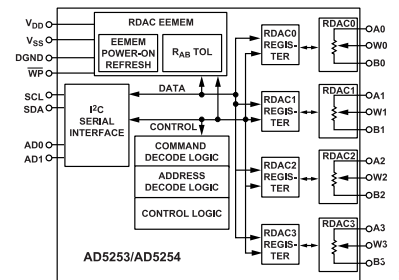 VDD
VSS
DGND
WP
SCL
SDA
AD0
AD1
RDAC EEMEM
EEMEM
POWER-ON
REFRESH
RAB TOL
DATA
I2C
SERIAL
INTERFACE
CONTROL
COMMAND
DECODE LOGIC
ADDRESS
DECODE LOGIC
CONTROL LOGIC
AD5253/AD5254
RDAC0
REGIS-
TER
RDAC0
A0
W0
B0
RDAC1
REGIS-
TER
RDAC1
A1
W1
B1
RDAC2
REGIS-
TER
RDAC2
A2
W2
B2
RDAC3
REGIS-
TER
RDAC3
A3
W3
B3